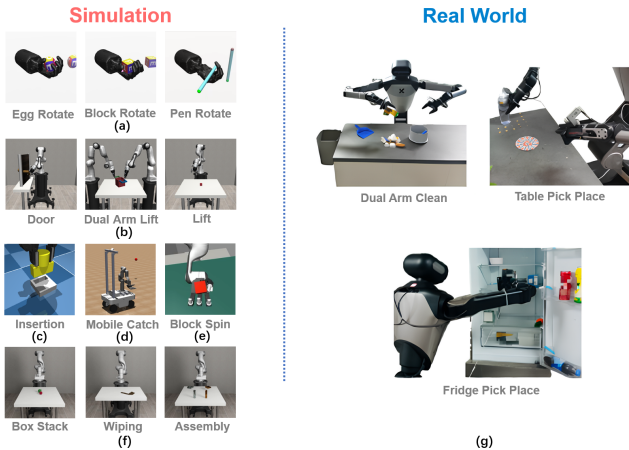 Simulation
Real World
Egg Rotate Block Rotate Pen Rotate
(a)
Door Dual Arm Lift Lift
(b)
Insertion Mobile Catch Block Spin
(c) (d) (e)
Box Stack Wiping Assembly
(f)
Dual Arm Clean
Table Pick Place
Fridge Pick Place
(g)